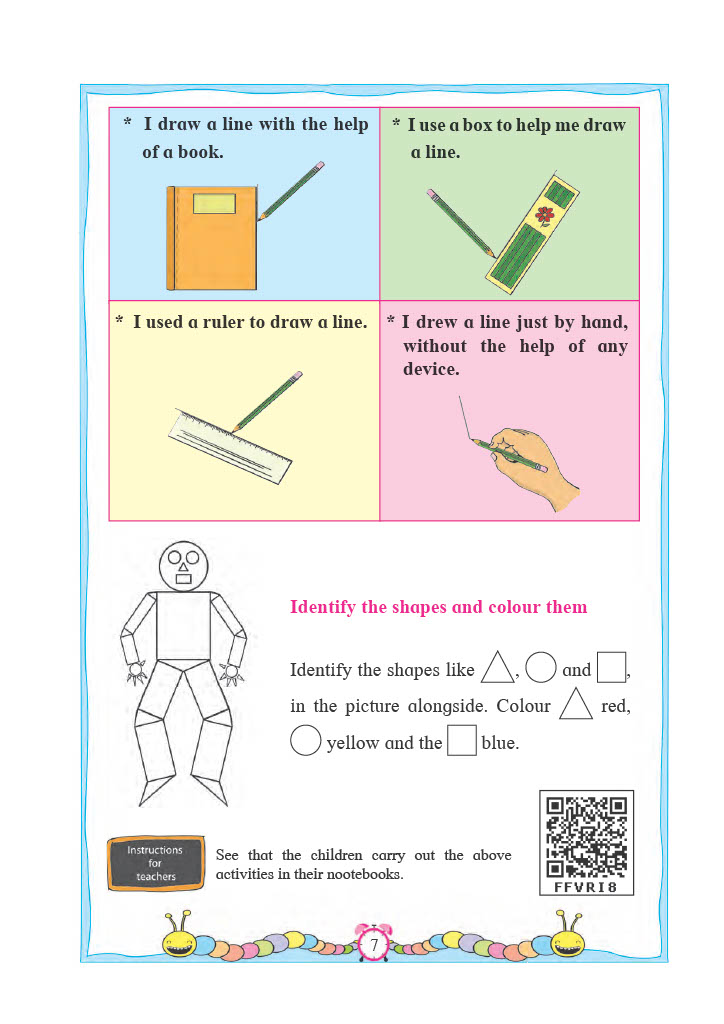 * I draw a line with the help
of a book.
* I use a box to help me draw
a line.
* I used a ruler to draw a line.
* I drew a line just by hand,
without the help of any
device.
Identify the shapes and colour them
Identify the shapes like , and ,
in the picture alongside. Colour red,
yellow and the blue.
Instructions
for
teachers
See that the children carry out the above
activities in their nootebooks.
FFVRI8
7